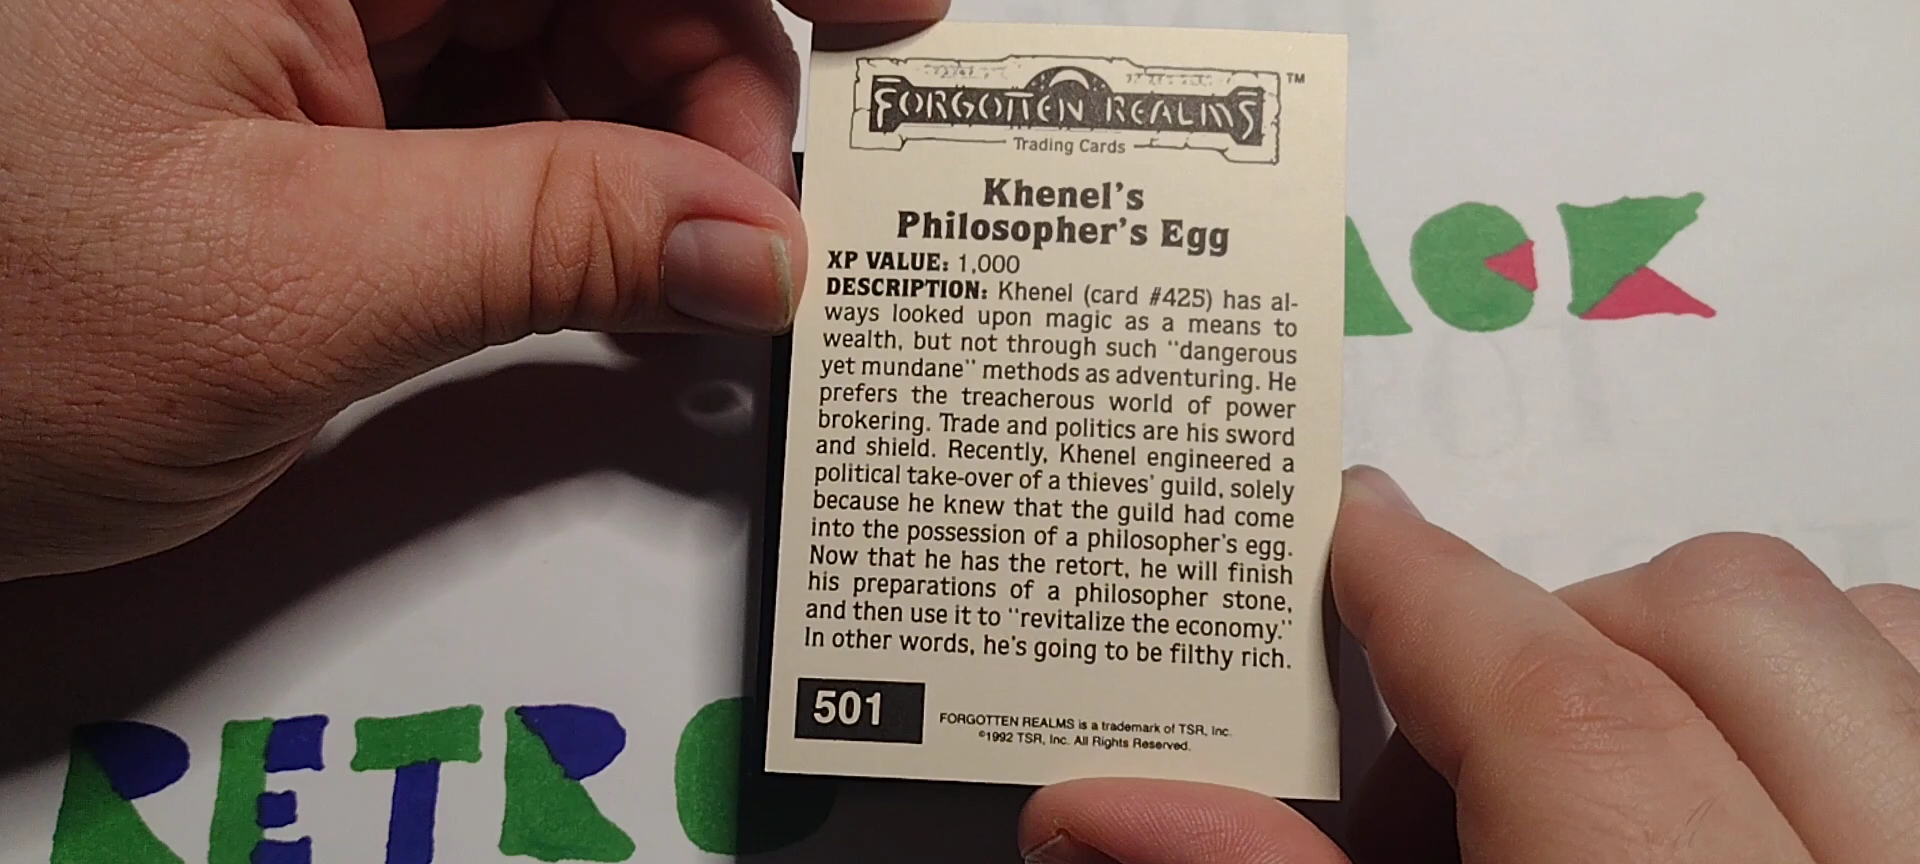 FORGOTTEN REALMS TM
Trading Cards
Khenel's
Philosopher's Egg
XP VALUE: 1,000
DESCRIPTION: Khenel (card #425) has al-
ways looked upon magic as a means to
wealth, but not through such "dangerous
yet mundane" methods as adventuring. He
prefers the treacherous world of power
brokering. Trade and politics are his sword
and shield. Recently, Khenel engineered a
political take-over of a thieves' guild, solely
because he knew that the guild had come
into the possession of a philosopher's egg.
Now that he has the retort, he will finish
his preparations of a philosopher stone,
and then use it to "revitalize the economy."
In other words, he's going to be filthy rich.
501
FORGOTTEN REALMS is a trademark of TSR, Inc.
©1992 TSR, Inc. All Rights Reserved.
ACK
RETRO